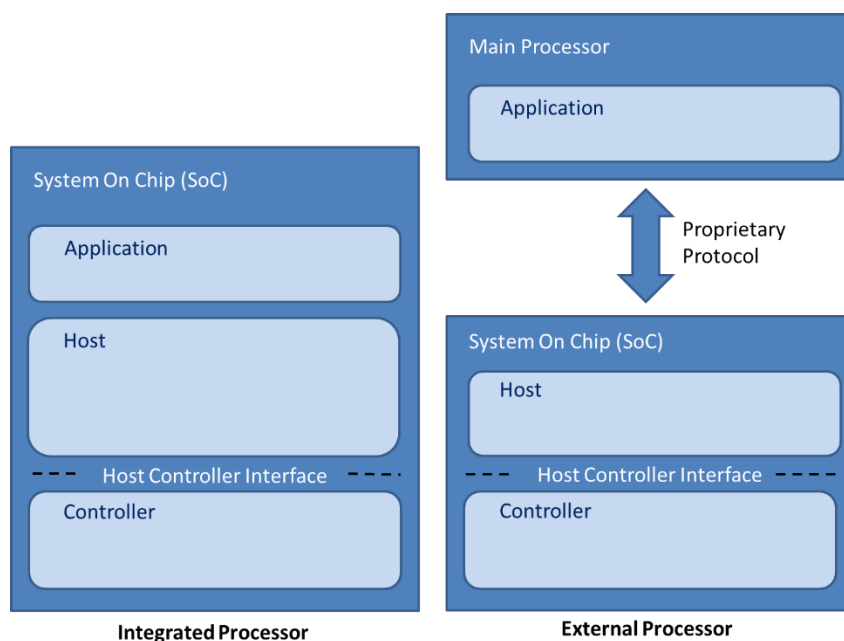 System On Chip (SoC)
Application
Host
Host Controller Interface
Controller
Integrated Processor
Main Processor
Application
Proprietary
Protocol
System On Chip (SoC)
Host
Host Controller Interface
Controller
External Processor